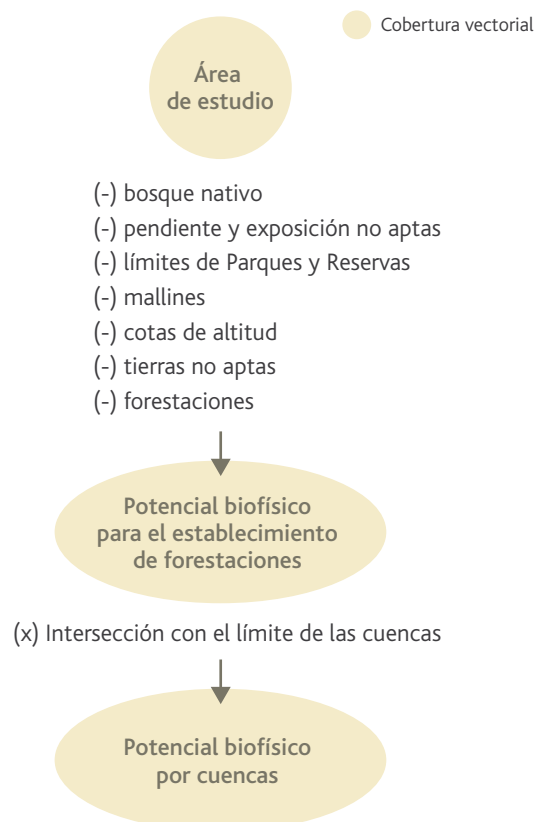 Cobertura vectorial
Área
de estudio
(-) bosque nativo
(-) pendiente y exposición no aptas
(-) límites de Parques y Reservas
(-) mallines
(-) cotas de altitud
(-) tierras no aptas
(-) forestaciones
Potencial biofísico
para el establecimiento
de forestaciones
(x) Intersección con el límite de las cuencas
Potencial biofísico
por cuencas